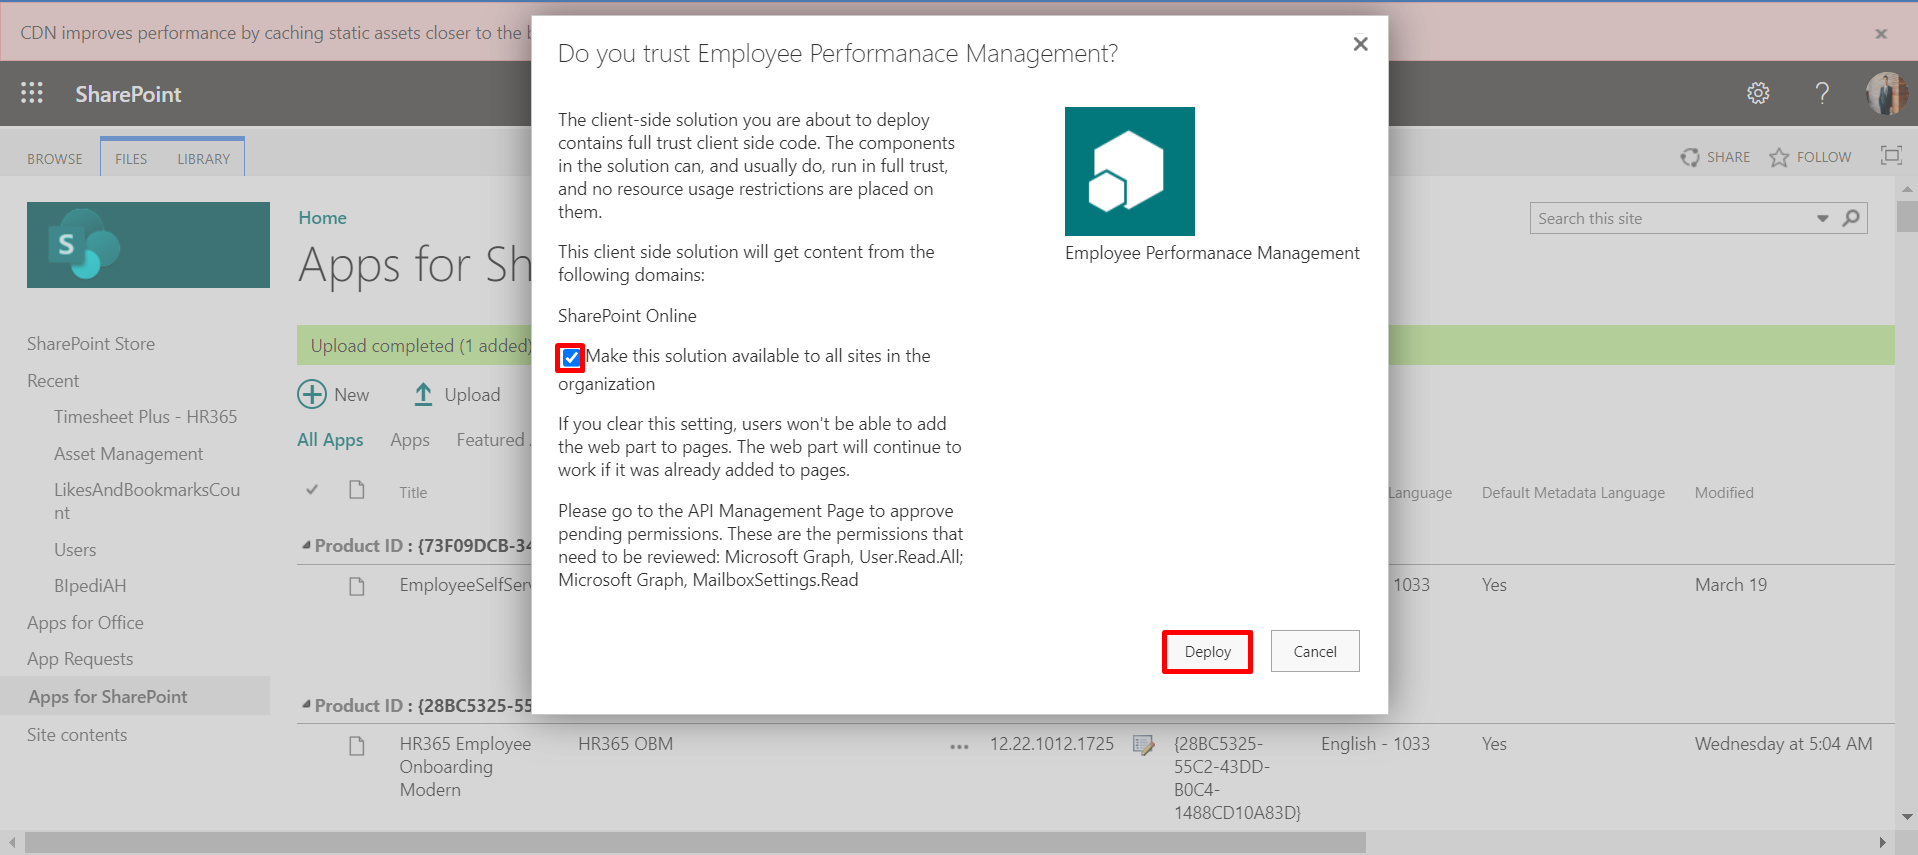 CDN improves performance by caching static assets closer to the
SharePoint
BROWSE
FILES
LIBRARY
SHARE
FOLLOW
S
Home
Search this site
Apps for Sh
SharePoint Store
Recent
Timesheet Plus - HR365
Asset Management
LikesAndBookmarksCou
nt
Users
BIpediAH
Apps for Office
App Requests
Apps for SharePoint
Site contents
Upload completed (1 added)
New
Upload
All Apps
Apps
Featured
Title
Language
Default Metadata Language
Modified
Product ID : {73F09DCB-34
EmployeeSelfServ
1033
Yes
March 19
Product ID : {28BC5325-55
HR365 Employee
Onboarding
Modern
HR365 OBM
...
12.22.1012.1725
{28BC5325-
55C2-43DD-
B0C4-
1488CD10A83D}
English - 1033
Yes
Wednesday at 5:04 AM
Do you trust Employee Performanace Management?
The client-side solution you are about to deploy
contains full trust client side code. The components
in the solution can, and usually do, run in full trust,
and no resource usage restrictions are placed on
them.
This client side solution will get content from the
following domains:
SharePoint Online
Make this solution available to all sites in the
organization
If you clear this setting, users won't be able to add
the web part to pages. The web part will continue to
work if it was already added to pages.
Please go to the API Management Page to approve
pending permissions. These are the permissions that
need to be reviewed: Microsoft Graph, User.Read.All;
Microsoft Graph, MailboxSettings.Read
Employee Performanace Management
Deploy
Cancel